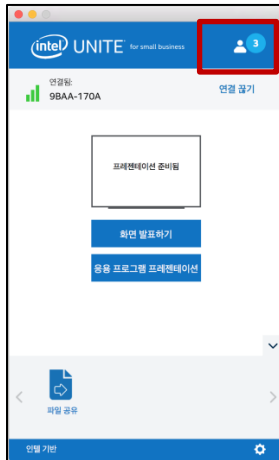 intel UNITE for small business
3
연결됨:
9BAA-170A
연결 끊기
프레젠테이션 준비됨
화면 발표하기
응용 프로그램 프레젠테이션
파일 공유
인텔 기반